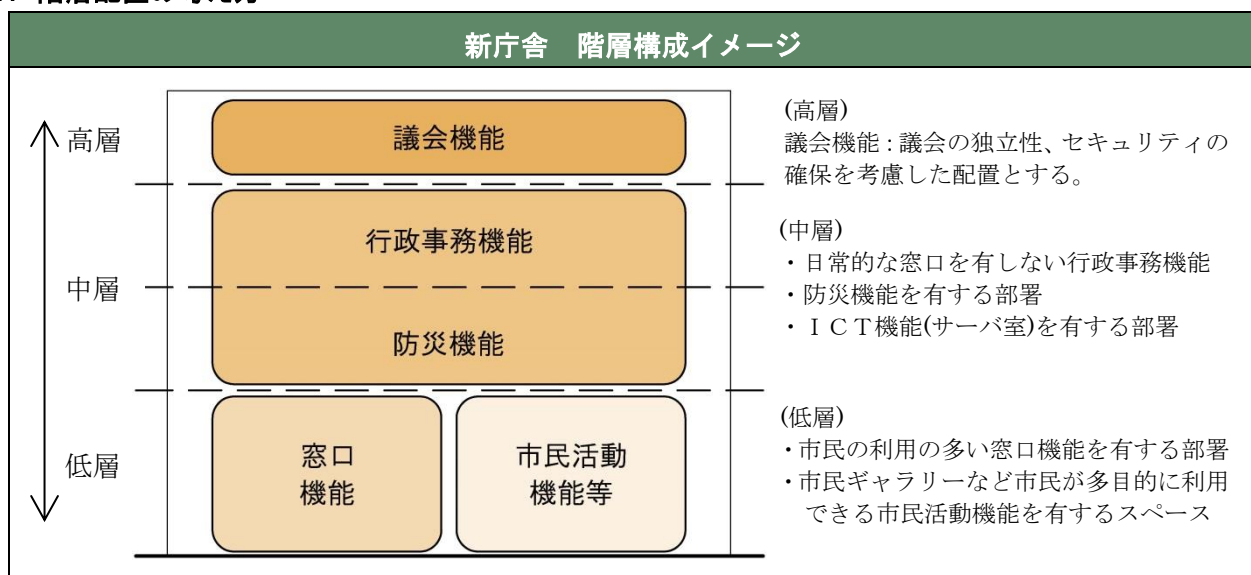 新庁舎　階層構成イメージ
高層
議会機能
(高層)
議会機能：議会の独立性、セキュリティの
確保を考慮した配置とする。
中層
行政事務機能
防災機能
(中層)
・日常的な窓口を有しない行政事務機能
・防災機能を有する部署
・ＩＣＴ機能(サーバ室)を有する部署
低層
窓口
機能
市民活動
機能等
(低層)
・市民の利用の多い窓口機能を有する部署
・市民ギャラリーなど市民が多目的に利用
できる市民活動機能を有するスペース